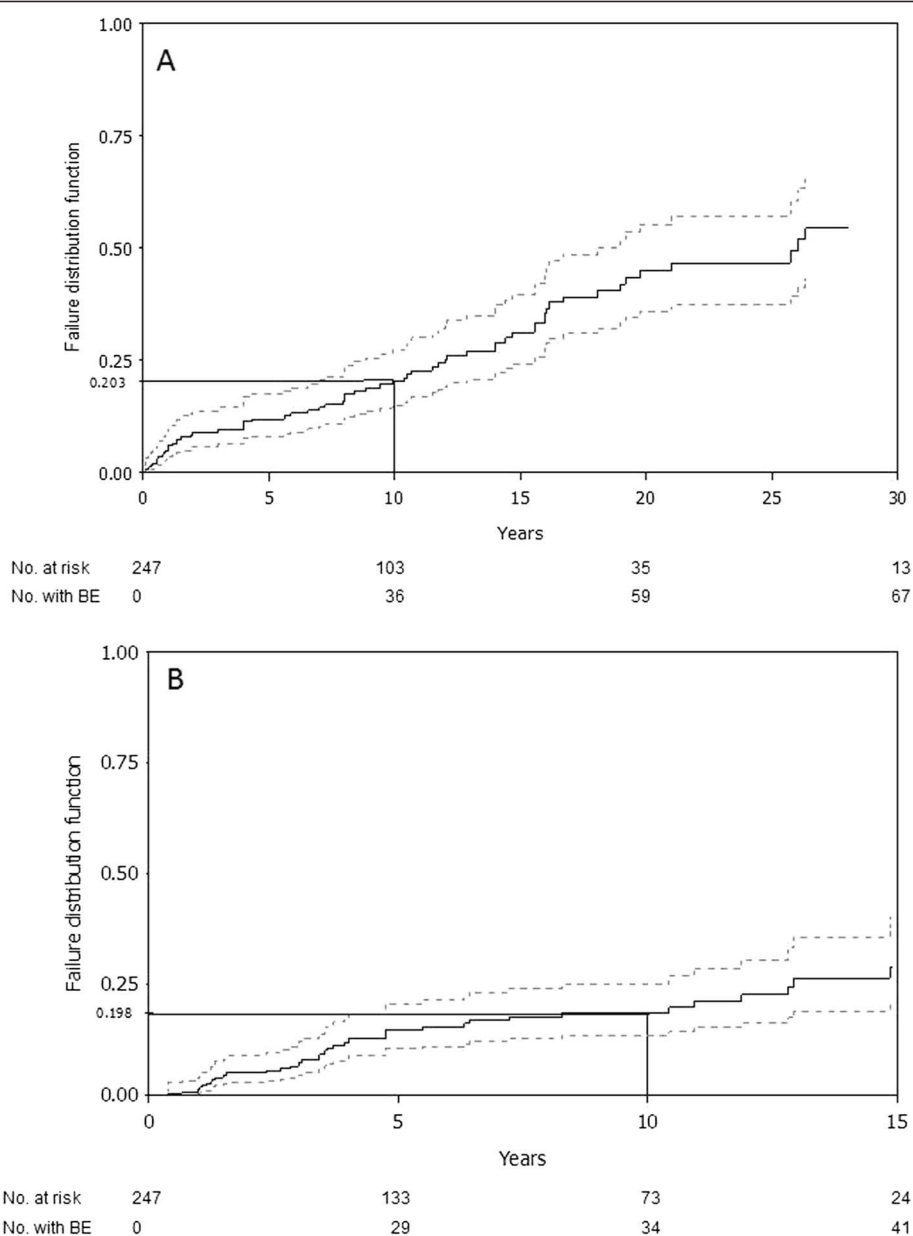 A
Failure distribution function
1.00
0.75
0.50
0.25
0.203
0.00
0 5 10 15 20 25 30
Years
No. at risk 247 103 35 13
No. with BE 0 36 59 67
B
Failure distribution function
1.00
0.75
0.50
0.25
0.198
0.00
0 5 10 15
Years
No. at risk 247 133 73 24
No. with BE 0 29 34 41